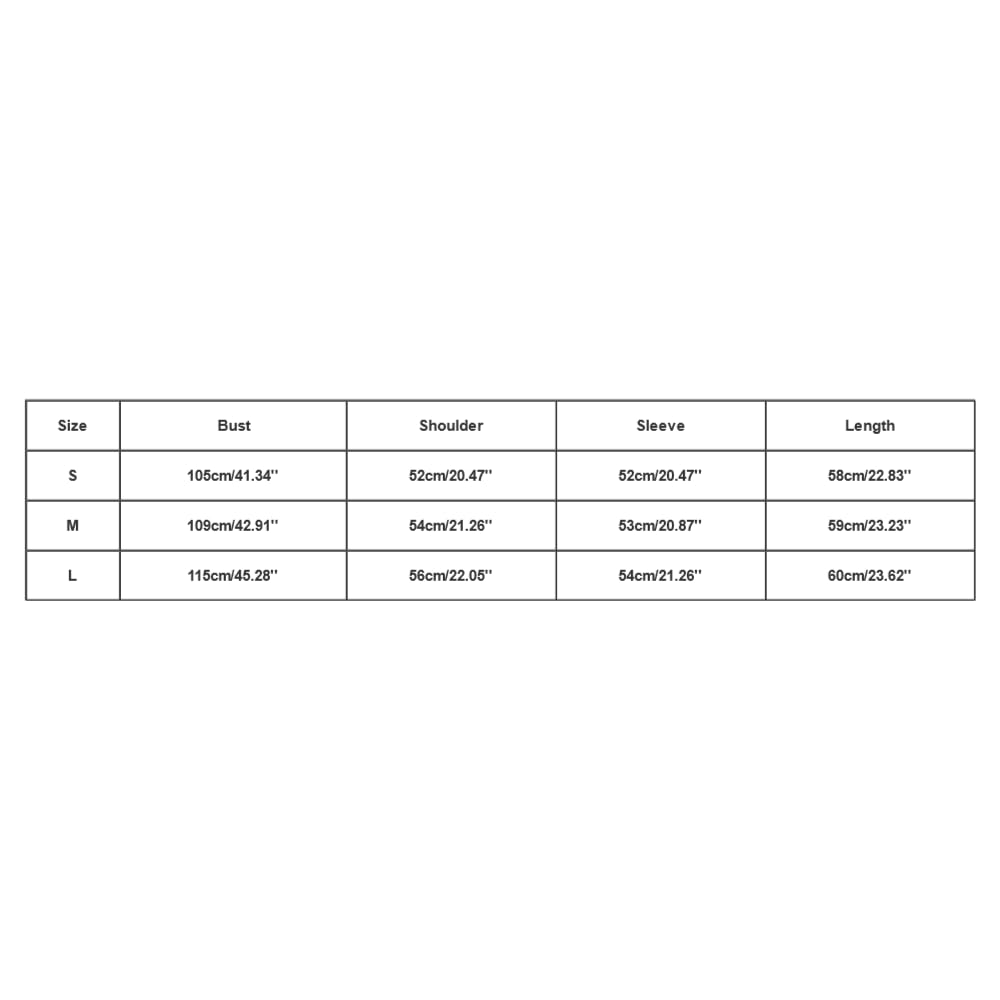 Size Bust Shoulder Sleeve Length
S 105cm/41.34'' 52cm/20.47'' 52cm/20.47'' 58cm/22.83''
M 109cm/42.91'' 54cm/21.26'' 53cm/20.87'' 59cm/23.23''
L 115cm/45.28'' 56cm/22.05'' 54cm/21.26'' 60cm/23.62''